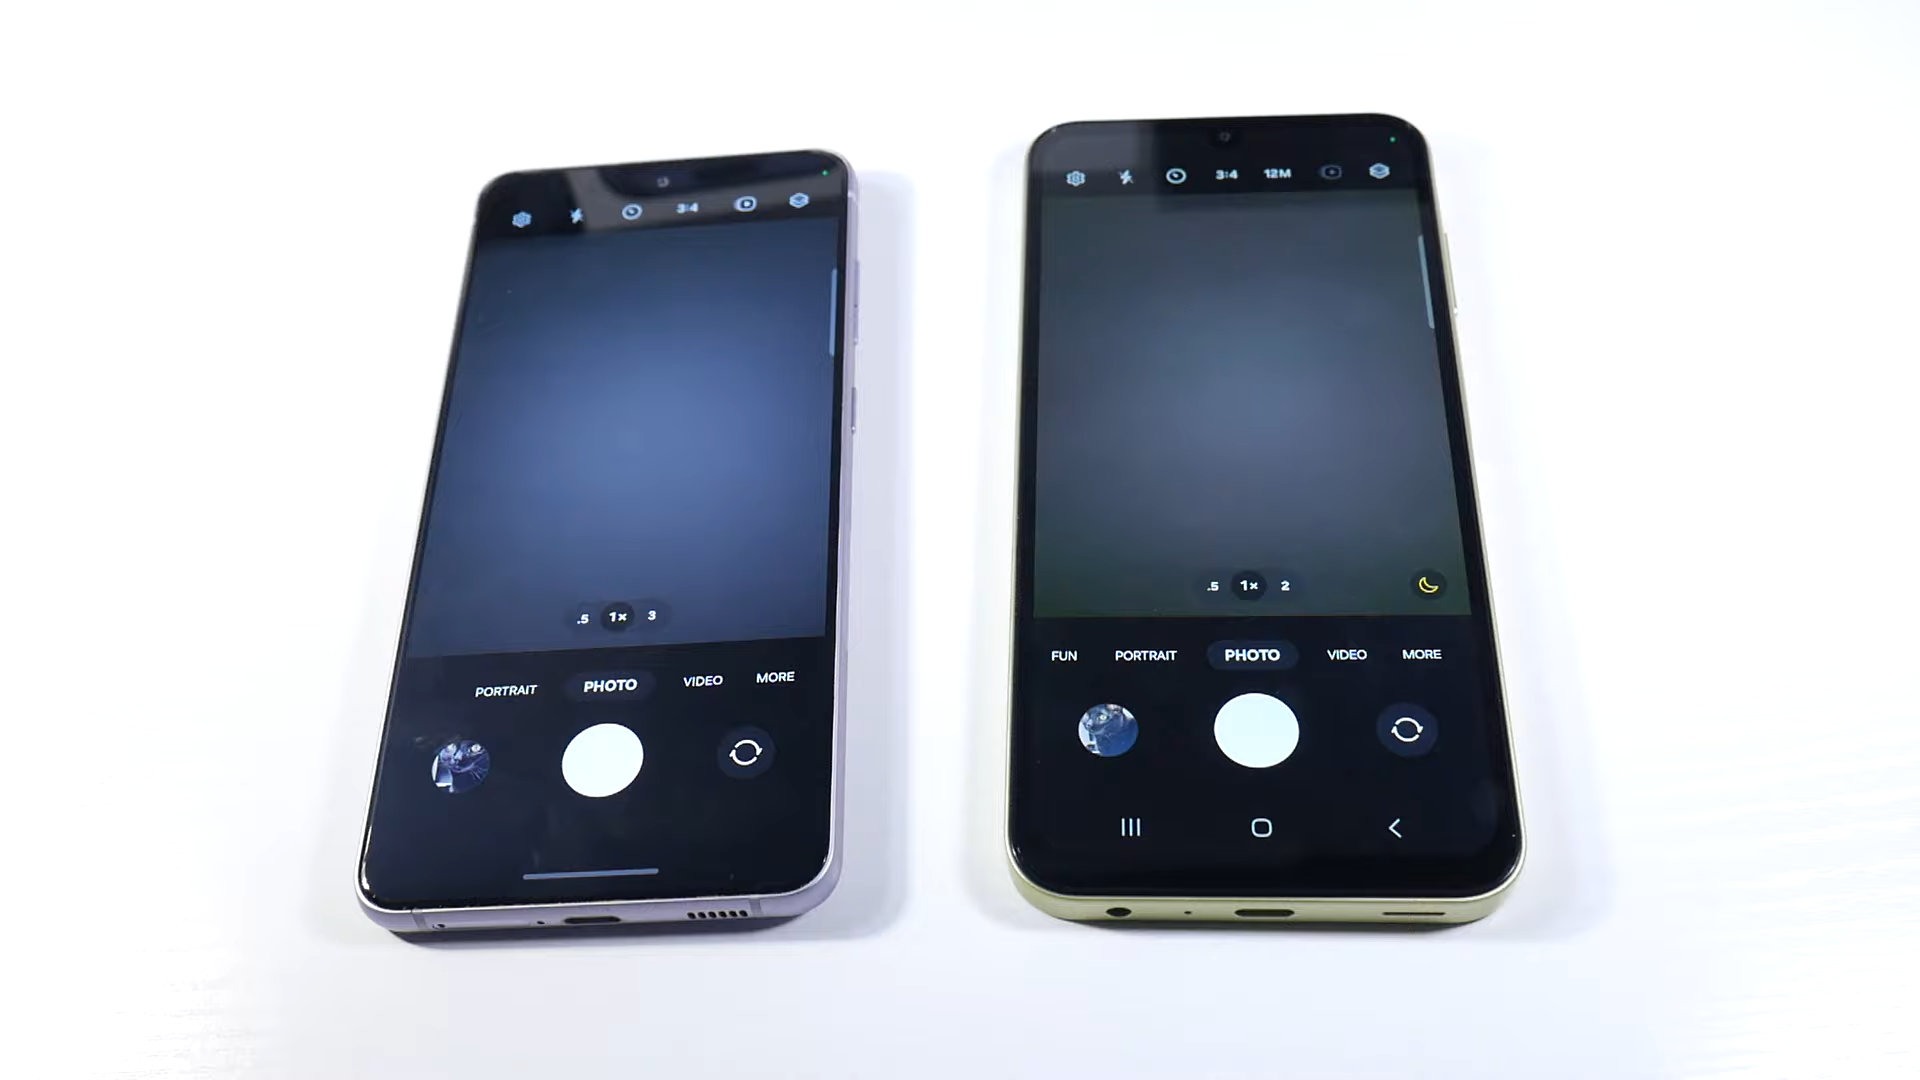 3:4
.5 1× 3
PORTRAIT PHOTO VIDEO MORE
3:4 12M
.5 1× 2
FUN PORTRAIT PHOTO VIDEO MORE